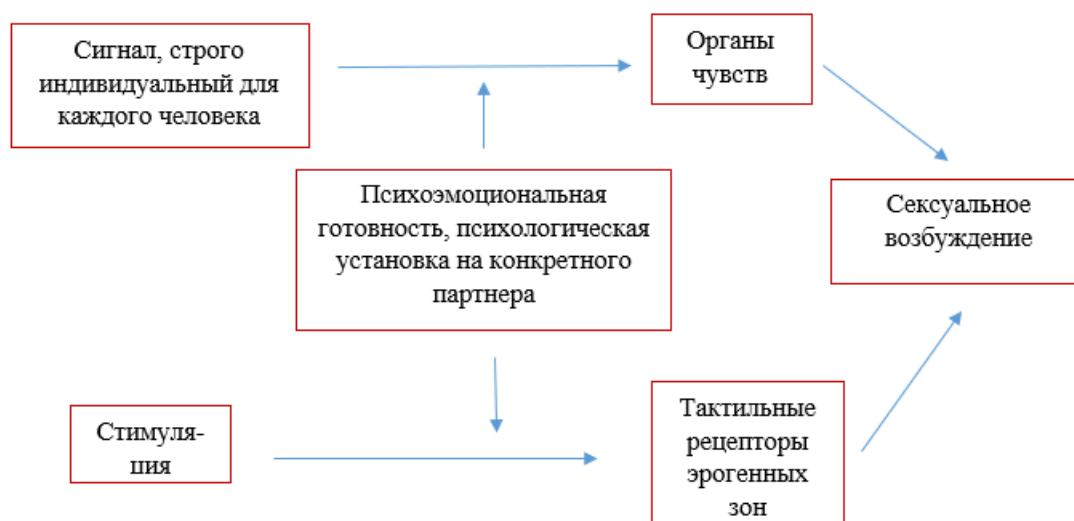 Сигнал, строго
индивидуальный для
каждого человека
Органы
чувств
Психоэмоциональная
готовность, психологическая
установка на конкретного
партнера
Сексуальное
возбуждение
Стимуля-
ция
Тактильные
рецепторы
эрогенных
зон